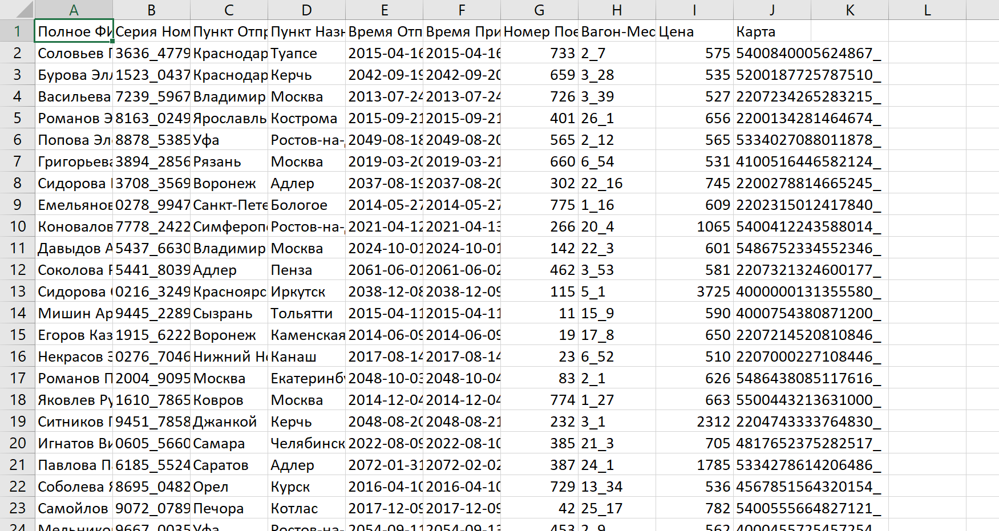 A B C D E F G H I J K L
1 Полное ФИ Серия Ном Пункт Отпр Пункт Назн Время Отп Время При Номер Пое Вагон-Мес Цена Карта
2 Соловьев 3636_4779 Краснодар Туапсе 2015-04-16 2015-04-16 733 2_7 575 5400840005624867_
3 Бурова Элл 1523_0437 Краснодар Керчь 2042-09-19 2042-09-20 659 3_28 535 5200187725787510_
4 Васильева 7239_5967 Владимир Москва 2013-07-24 2013-07-24 726 3_39 527 2207234265283215_
5 Романов Э 8163_0249 Ярославль Кострома 2015-09-21 2015-09-21 401 26_1 656 2200134281464674_
6 Попова Эл 8878_5385 Уфа Ростов-на- 2049-08-18 2049-08-20 565 2_12 565 5334027088011878_
7 Григорьева 3894_2856 Рязань Москва 2019-03-20 2019-03-21 660 6_54 531 4100516446582124_
8 Сидорова 3708_3569 Воронеж Адлер 2037-08-19 2037-08-20 302 22_16 745 2200278814665245_
9 Емельянов 0278_9947 Санкт-Пете Бологое 2014-05-27 2014-05-27 775 1_16 609 2202315012417840_
10 Коновалов 7778_2422 Симфероп Ростов-на- 2021-04-12 2021-04-13 266 20_4 1065 5400412243588014_
11 Давыдов А 5437_6630 Владимир Москва 2024-10-01 2024-10-01 142 22_3 601 5486752334552346_
12 Соколова 5441_8039 Адлер Пенза 2061-06-01 2061-06-02 462 3_53 581 2207321324600177_
13 Сидорова 0216_3249 Красноярс Иркутск 2038-12-08 2038-12-09 115 5_1 3725 4000000131355580_
14 Мишин Ар 9445_2289 Сызрань Тольятти 2015-04-11 2015-04-11 11 15_9 590 4000754380871200_
15 Егоров Каз 1915_6222 Воронеж Каменская 2014-06-09 2014-06-09 19 17_8 650 2207214520810846_
16 Некрасов Э 0276_7046 Нижний Но Канаш 2017-08-14 2017-08-14 23 6_52 510 2207000227108446_
17 Романов П 2004_9095 Москва Екатеринбу 2048-10-03 2048-10-04 83 2_1 626 5486438085117616_
18 Яковлев Ру 1610_7865 Ковров Москва 2014-12-04 2014-12-04 774 1_27 663 5500443213631000_
19 Ситников 9451_7858 Джанкой Керчь 2048-08-20 2048-08-21 232 3_1 2312 2204743333764830_
20 Игнатов Ви 0605_5660 Самара Челябинск 2022-08-09 2022-08-10 385 21_3 705 4817652375282517_
21 Павлова Па 6185_5524 Саратов Адлер 2072-01-31 2072-02-02 387 24_1 1785 5334278614206486_
22 Соболева Я 8695_0482 Орел Курск 2016-04-10 2016-04-10 729 13_34 536 4567851564320154_
23 Самойлов 9072_0789 Печора Котлас 2017-12-09 2017-12-09 42 25_17 782 5400555664827121_
24 Мельнико 9667_0035 Уфа Ростов-на- 2054-09-11 2054-09-13 453 2_9 562 4000455725457254_